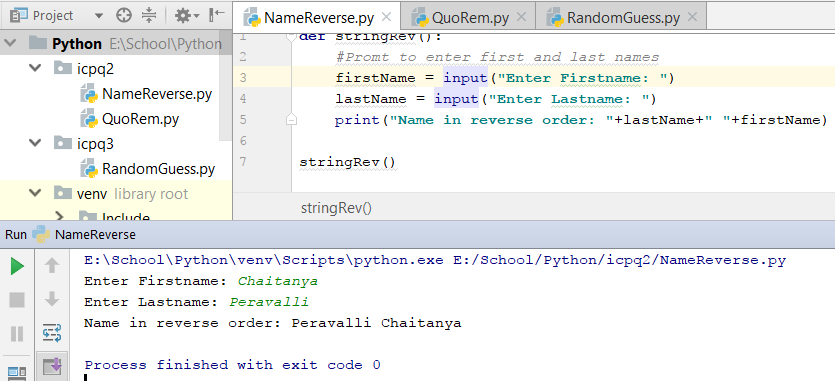 Project
Python E:\School\Python
icpq2
NameReverse.py
QuoRem.py
icpq3
RandomGuess.py
venv library root
Include
NameReverse.py QuoRem.py RandomGuess.py
1 def stringRev():
2 #Promt to enter first and last names
3 firstName = input("Enter Firstname: ")
4 lastName = input("Enter Lastname: ")
5 print("Name in reverse order: "+lastName+" "+firstName)
6
7 stringRev()
stringRev()
Run NameReverse
E:\School\Python\venv\Scripts\python.exe E:/School/Python/icpq2/NameReverse.py
Enter Firstname: Chaitanya
Enter Lastname: Peravalli
Name in reverse order: Peravalli Chaitanya
Process finished with exit code 0